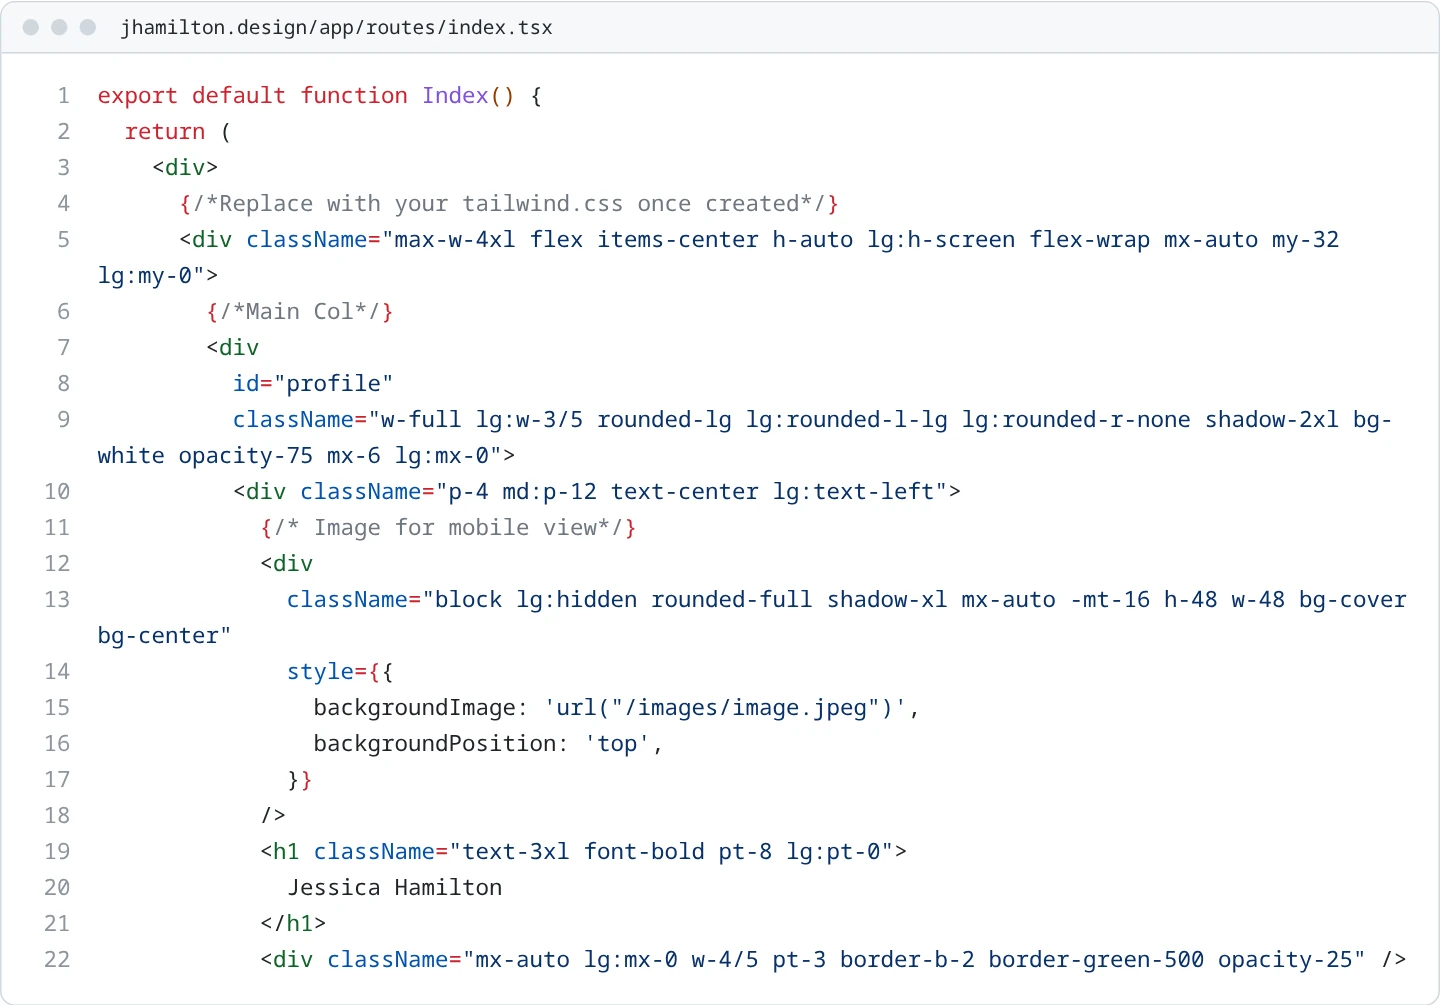 jhamilton.design/app/routes/index.tsx
1 export default function Index() {
2   return (
3     <div>
4       {/*Replace with your tailwind.css once created*/}
5       <div className="max-w-4xl flex items-center h-auto lg:h-screen flex-wrap mx-auto my-32
lg:my-0">
6         {/*Main Col*/}
7         <div
8           id="profile"
9           className="w-full lg:w-3/5 rounded-lg lg:rounded-l-lg lg:rounded-r-none shadow-2xl bg-
white opacity-75 mx-6 lg:mx-0">
10           <div className="p-4 md:p-12 text-center lg:text-left">
11             {/* Image for mobile view*/}
12             <div
13               className="block lg:hidden rounded-full shadow-xl mx-auto -mt-16 h-48 w-48 bg-cover
bg-center"
14               style={{
15                 backgroundImage: 'url("/images/image.jpeg")',
16                 backgroundPosition: 'top',
17               }}
18             />
19             <h1 className="text-3xl font-bold pt-8 lg:pt-0">
20               Jessica Hamilton
21             </h1>
22             <div className="mx-auto lg:mx-0 w-4/5 pt-3 border-b-2 border-green-500 opacity-25" />